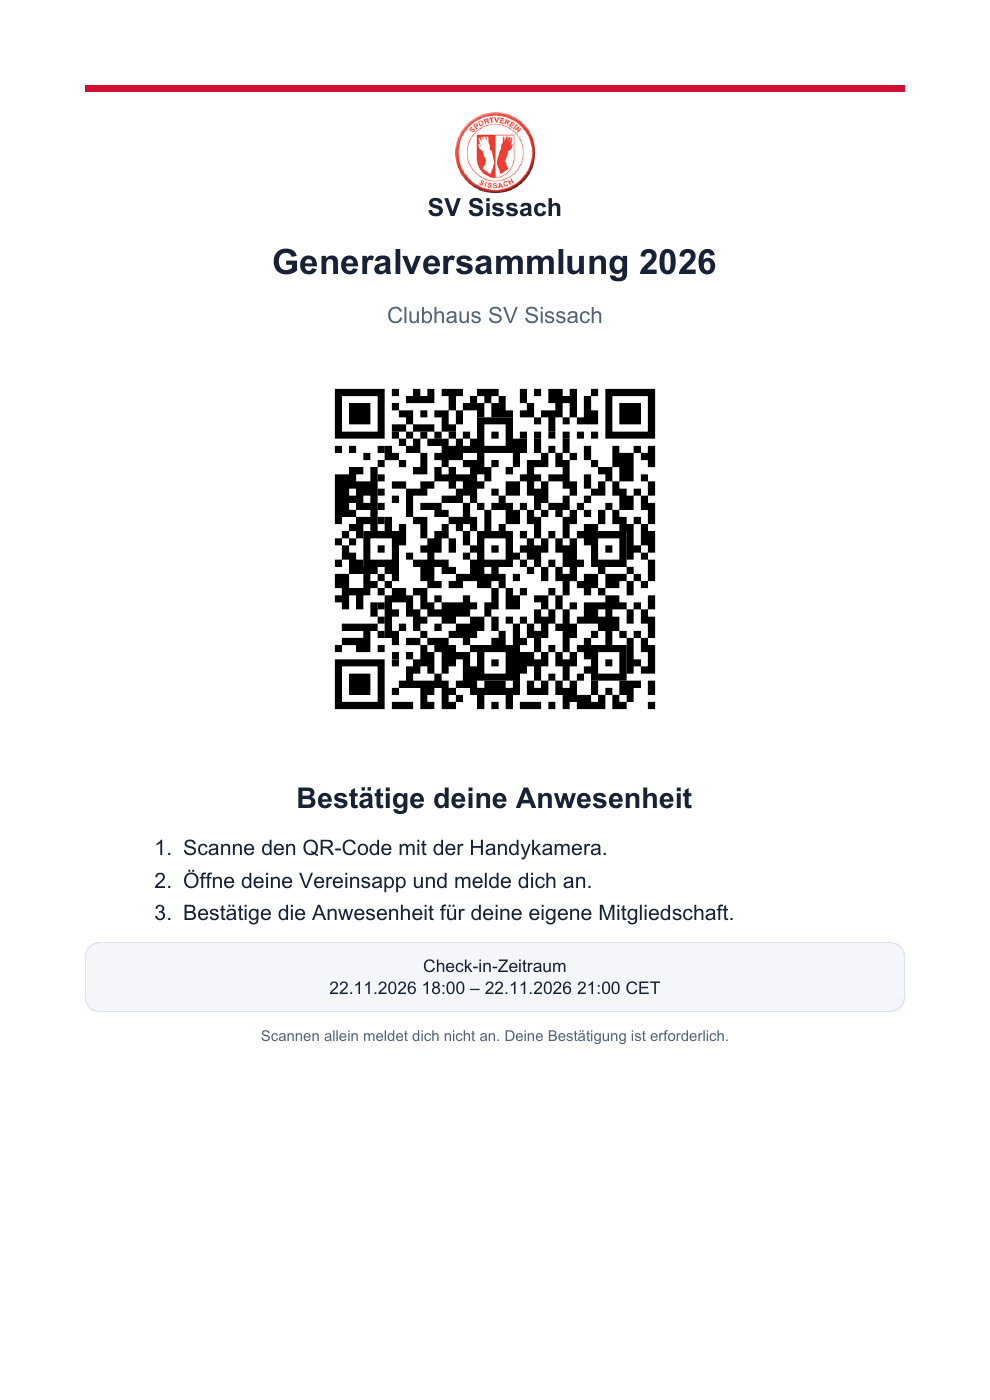 SPORTVEREIN
SISSACH
SV Sissach
Generalversammlung 2026
Clubhaus SV Sissach
Bestätige deine Anwesenheit
1. Scanne den QR-Code mit der Handykamera.
2. Öffne deine Vereinsapp und melde dich an.
3. Bestätige die Anwesenheit für deine eigene Mitgliedschaft.
Check-in-Zeitraum
22.11.2026 18:00 – 22.11.2026 21:00 CET
Scannen allein meldet dich nicht an. Deine Bestätigung ist erforderlich.